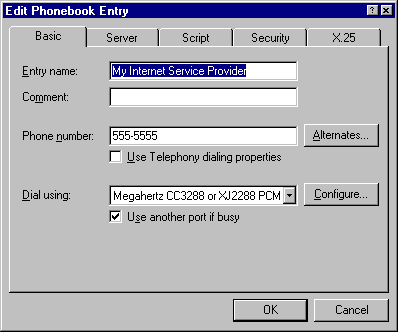 Edit Phonebook Entry
Basic Server Script Security X.25
Entry name: My Internet Service Provider
Comment:
Phone number: 555-5555 Alternates...
Use Telephony dialing properties
Dial using: Megahertz CC3288 or XJ2288 PCM Configure...
Use another port if busy
OK Cancel